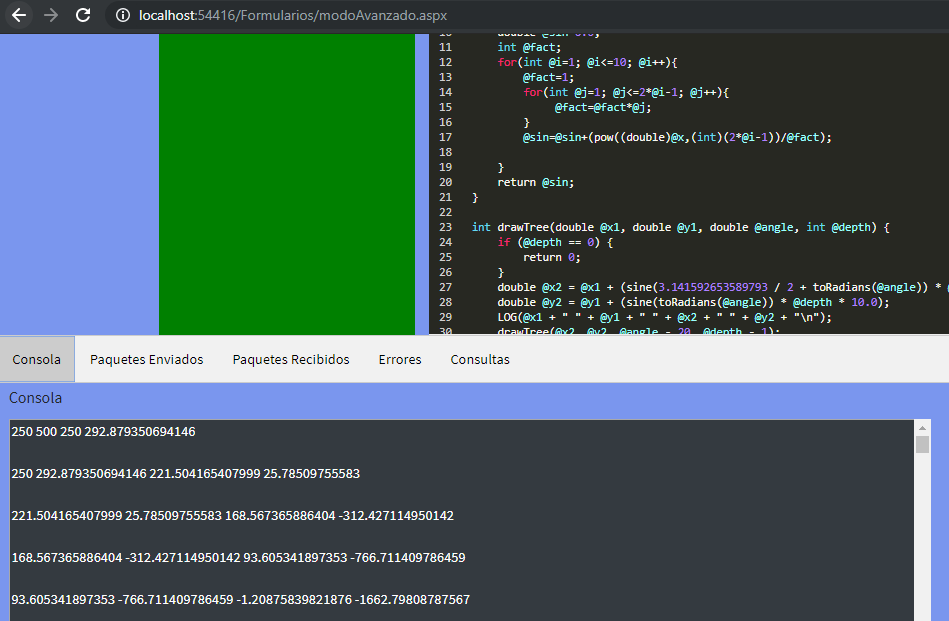 localhost:54416/Formularios/modoAvanzado.aspx
11 int @fact;
12 for(int @i=1; @i<=10; @i++){
13 @fact=1;
14 for(int @j=1; @j<=2*@i-1; @j++){
15 @fact=@fact*@j;
16 }
17 @sin=@sin+(pow((double)@x,(int)(2*@i-1))/@fact);
18
19 }
20 return @sin;
21 }
22
23 int drawTree(double @x1, double @y1, double @angle, int @depth) {
24 if (@depth == 0) {
25 return 0;
26 }
27 double @x2 = @x1 + (sine(3.141592653589793 / 2 + toRadians(@angle)) *
28 double @y2 = @y1 + (sine(toRadians(@angle)) * @depth * 10.0);
29 LOG(@x1 + " " + @y1 + " " + @x2 + " " + @y2 + "\n");
30 drawTree(@x2, @y2, @angle - 20, @depth - 1);
Consola Paquetes Enviados Paquetes Recibidos Errores Consultas
Consola
250 500 250 292.879350694146
250 292.879350694146 221.504165407999 25.78509755583
221.504165407999 25.78509755583 168.567365886404 -312.427114950142
168.567365886404 -312.427114950142 93.605341897353 -766.711409786459
93.605341897353 -766.711409786459 -1.20875839821876 -1662.79808787567